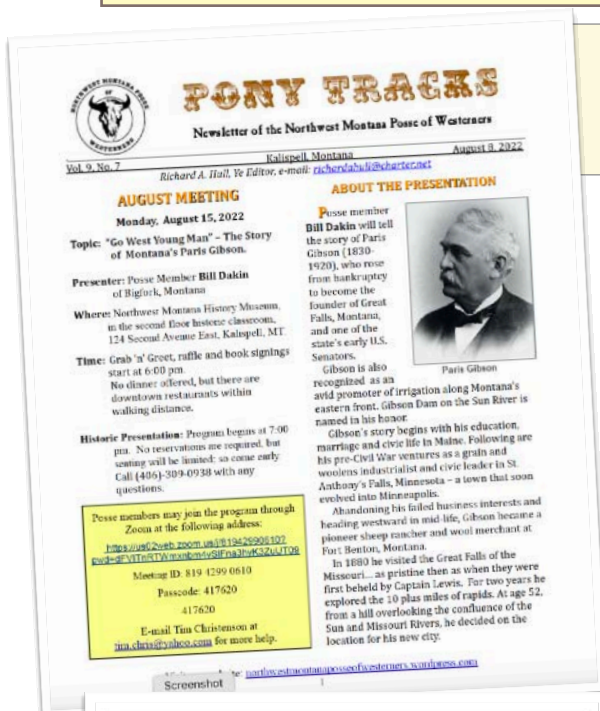 NORTHWEST MONTANA POSSE
OF
WESTERNERS
PONY TRACKS
Newsletter of the Northwest Montana Posse of Westerners
Vol. 9, No. 7
Kalispell, Montana
August 8, 2022
Richard A. Hall, Ye Editor, e-mail:
AUGUST MEETING
Monday, August 15, 2022
Topic: "Go West Young Man" – The Story
of Montana's Paris Gibson.
Presenter: Posse Member Bill Dakin
of Bigfork, Montana
Where: Northwest Montana History Museum,
in the second floor historic classroom,
124 Second Avenue East, Kalispell, MT.
Time: Grab 'n' Greet, raffle and book signings
start at 6:00 pm.
No dinner offered, but there are
downtown restaurants within
walking distance.
Historic Presentation: Program begins at 7:00
pm. No reservations are required, but
seating will be limited; so come early
Call (406)-309-0938 with any
questions.
Posse members may join the program through
Zoom at the following address:
Meeting ID: 819 4299 0610
Passcode: 417620
417620
E-mail Tim Christenson at
tim.chris@yahoo.com for more help.
ABOUT THE PRESENTATION
Posse member
Bill Dakin will tell
the story of Paris
Gibson (1830-
1920), who rose
from bankruptcy
to become the
founder of Great
Falls, Montana,
and one of the
state's early U.S.
Senators.
Paris Gibson
Gibson is also
recognized as an
avid promoter of irrigation along Montana's
eastern front. Gibson Dam on the Sun River is
named in his honor.
Gibson's story begins with his education,
marriage and civic life in Maine. Following are
his pre-Civil War ventures as a grain and
woolens industrialist and civic leader in St.
Anthony's Falls, Minnesota – a town that soon
evolved into Minneapolis.
Abandoning his failed business interests and
heading westward in mid-life, Gibson became a
pioneer sheep rancher and wool merchant at
Fort Benton, Montana.
In 1880 he visited the Great Falls of the
Missouri... as pristine then as when they were
first beheld by Captain Lewis. For two years he
explored the 10 plus miles of rapids. At age 52,
from a hill overlooking the confluence of the
Sun and Missouri Rivers, he decided on the
location for his new city.
northwestmontanaposseofwesterners.wordpress.com
Screenshot
1